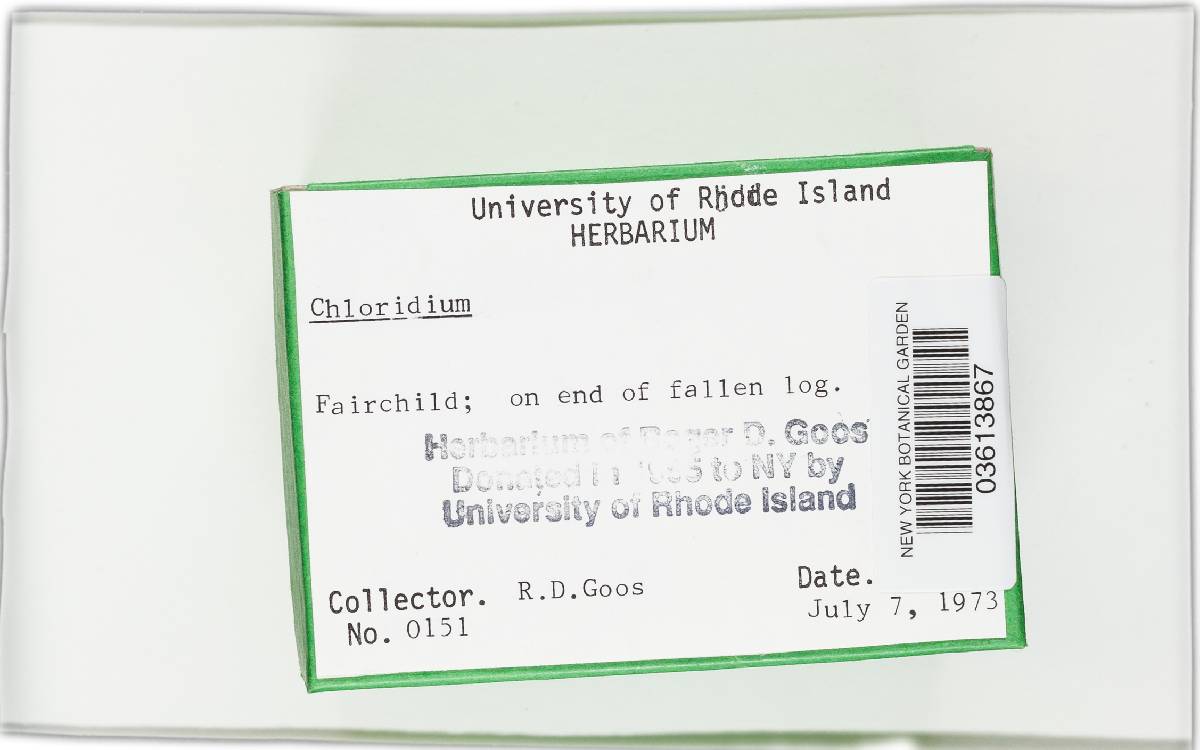 University of Rhode Island
HERBARIUM
Chloridium
Fairchild; on end of fallen log.
Herbarium of Roger D. Goos
Donated in to NY by
University of Rhode Island
Collector. R.D.Goos
Date.
July 7, 1973
No. 0151
NEW YORK BOTANICAL GARDEN
03613867